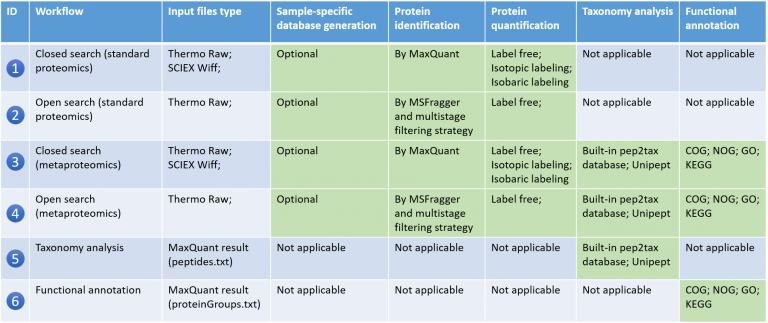 ID Workflow Input files type Sample-specific database generation Protein identification Protein quantification Taxonomy analysis Functional annotation
1 Closed search (standard proteomics) Thermo Raw; SCIEX Wiff; Optional By MaxQuant Label free; Isotopic labeling; Isobaric labeling Not applicable Not applicable
2 Open search (standard proteomics) Thermo Raw; Optional By MSFragger and multistage filtering strategy Label free; Not applicable Not applicable
3 Closed search (metaproteomics) Thermo Raw; SCIEX Wiff; Optional By MaxQuant Label free; Isotopic labeling; Isobaric labeling Built-in pep2tax database; Unipept COG; NOG; GO; KEGG
4 Open search (metaproteomics) Thermo Raw; Optional By MSFragger and multistage filtering strategy Label free; Built-in pep2tax database; Unipept COG; NOG; GO; KEGG
5 Taxonomy analysis MaxQuant result (peptides.txt) Not applicable Not applicable Not applicable Built-in pep2tax database; Unipept Not applicable
6 Functional annotation MaxQuant result (proteinGroups.txt) Not applicable Not applicable Not applicable Not applicable COG; NOG; GO; KEGG